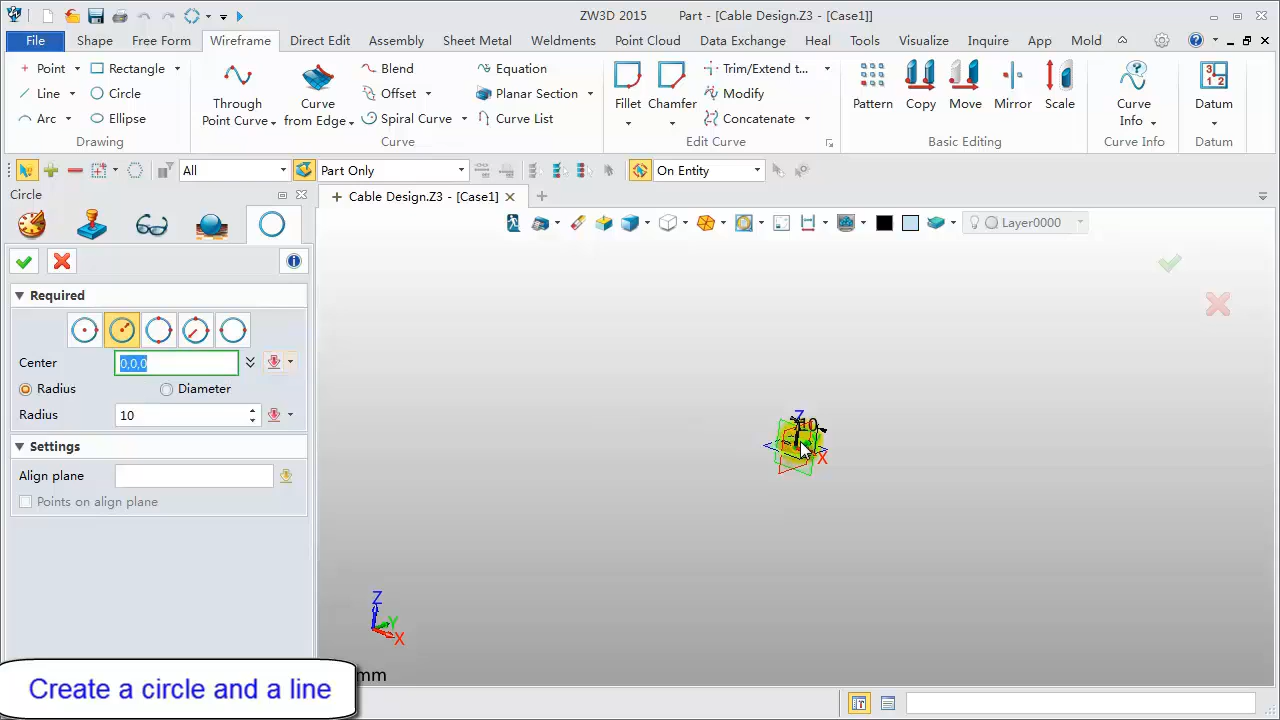 ZW3D 2015 Part - [Cable Design.Z3 - [Case1]]
File Shape Free Form Wireframe Direct Edit Assembly SheetMetal Weldments Point Cloud Data Exchange Heal Tools Visualize Inquire App Mold
Point Rectangle Blend Equation Trim/Extend t...
Line Circle Offset Planar Section Modify
Arc Ellipse Spiral Curve Curve List Concatenate
Through Point Curve Curve from Edge Fillet Chamfer Pattern Copy Move Mirror Scale Curve Info Datum
Drawing Curve Edit Curve Basic Editing Curve Info Datum
All Part Only On Entity
Circle
Cable Design.Z3 - [Case1]
Layer0000
Required
Center 0,0,0
Radius Diameter
Radius 10
Settings
Align plane
Points on align plane
Z
10
X
Z
Y
X
mm
Create a circle and a line